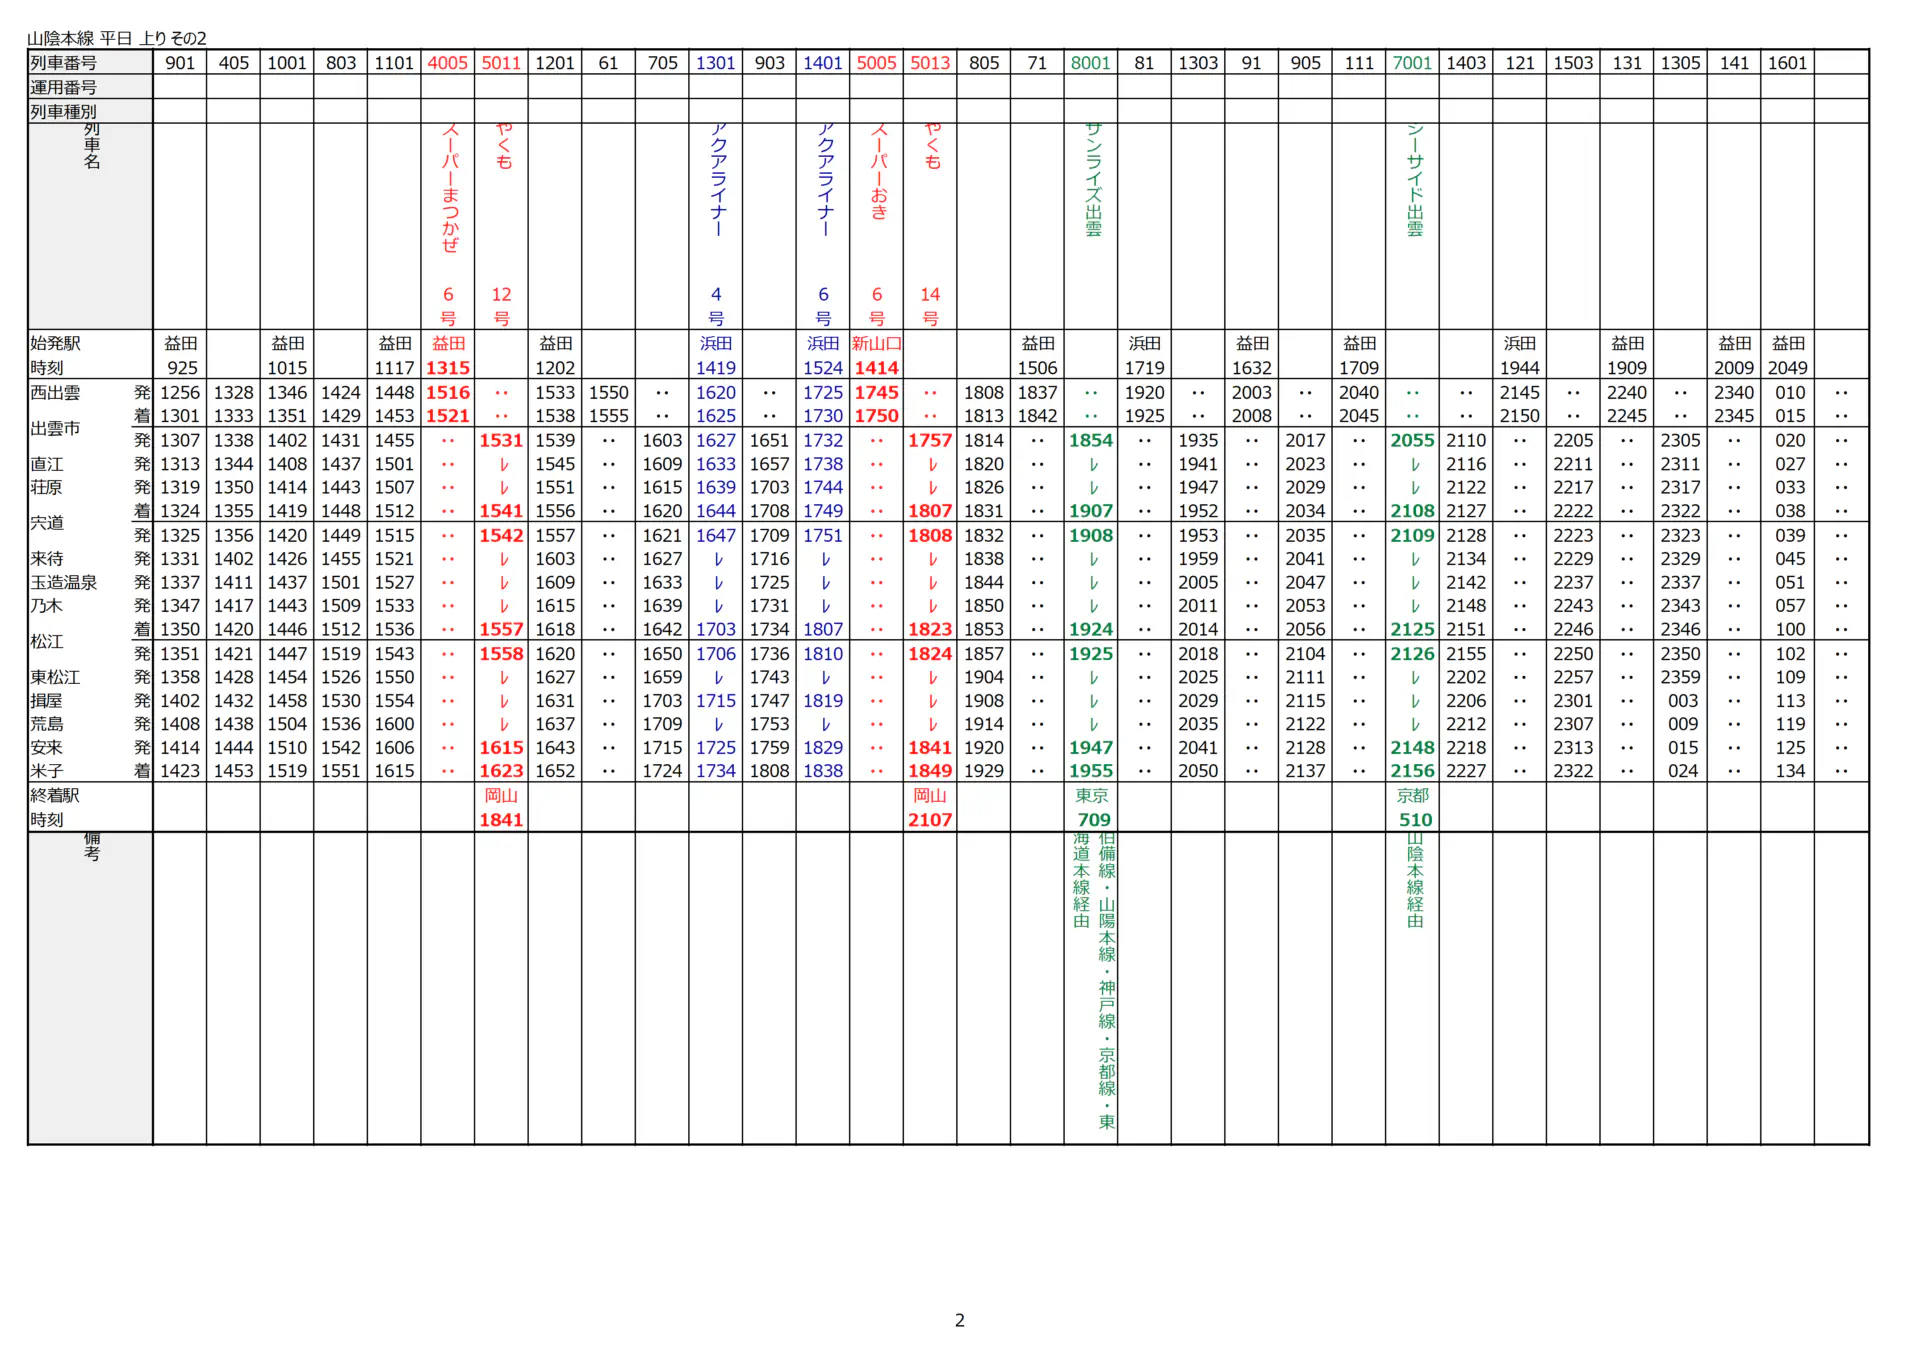 山陰本線 平日 上り その2
列車番号 901 405 1001 803 1101 4005 5011 1201 61 705 1301 903 1401 5005 5013 805 71 8001 81 1303 91 905 111 7001 1403 121 1503 131 1305 141 1601
運用番号
列車種別
列車名 スーパーまつかぜ 6号 やくも 12号 アクアライナー 4号 アクアライナー 6号 スーパーおき 6号 やくも 14号 サンライズ出雲 シーサイド出雲
始発駅 益田 益田 益田 益田 益田 浜田 浜田 新山口 益田 浜田 益田 益田 浜田 益田 益田 益田
時刻 925 1015 1117 1315 1202 1419 1524 1414 1506 1719 1632 1709 1944 1909 2009 2049
西出雲 発 1256 1328 1346 1424 1448 1516 ‥ 1533 1550 ‥ 1620 ‥ 1725 1745 ‥ 1808 1837 ‥ 1920 ‥ 2003 ‥ 2040 ‥ ‥ 2145 ‥ 2240 ‥ 2340 010 ‥
出雲市 着 1301 1333 1351 1429 1453 1521 ‥ 1538 1555 ‥ 1625 ‥ 1730 1750 ‥ 1813 1842 ‥ 1925 ‥ 2008 ‥ 2045 ‥ ‥ 2150 ‥ 2245 ‥ 2345 015 ‥
発 1307 1338 1402 1431 1455 ‥ 1531 1539 ‥ 1603 1627 1651 1732 ‥ 1757 1814 ‥ 1854 ‥ 1935 ‥ 2017 ‥ 2055 2110 ‥ 2205 ‥ 2305 ‥ 020 ‥
直江 発 1313 1344 1408 1437 1501 ‥ レ 1545 ‥ 1609 1633 1657 1738 ‥ レ 1820 ‥ レ ‥ 1941 ‥ 2023 ‥ レ 2116 ‥ 2211 ‥ 2311 ‥ 027 ‥
荘原 発 1319 1350 1414 1443 1507 ‥ レ 1551 ‥ 1615 1639 1703 1744 ‥ レ 1826 ‥ レ ‥ 1947 ‥ 2029 ‥ レ 2122 ‥ 2217 ‥ 2317 ‥ 033 ‥
宍道 着 1324 1355 1419 1448 1512 ‥ 1541 1556 ‥ 1620 1644 1708 1749 ‥ 1807 1831 ‥ 1907 ‥ 1952 ‥ 2034 ‥ 2108 2127 ‥ 2222 ‥ 2322 ‥ 038 ‥
発 1325 1356 1420 1449 1515 ‥ 1542 1557 ‥ 1621 1647 1709 1751 ‥ 1808 1832 ‥ 1908 ‥ 1953 ‥ 2035 ‥ 2109 2128 ‥ 2223 ‥ 2323 ‥ 039 ‥
来待 発 1331 1402 1426 1455 1521 ‥ レ 1603 ‥ 1627 レ 1716 レ ‥ レ 1838 ‥ レ ‥ 1959 ‥ 2041 ‥ レ 2134 ‥ 2229 ‥ 2329 ‥ 045 ‥
玉造温泉 発 1337 1411 1437 1501 1527 ‥ レ 1609 ‥ 1633 レ 1725 レ ‥ レ 1844 ‥ レ ‥ 2005 ‥ 2047 ‥ レ 2142 ‥ 2237 ‥ 2337 ‥ 051 ‥
乃木 発 1347 1417 1443 1509 1533 ‥ レ 1615 ‥ 1639 レ 1731 レ ‥ レ 1850 ‥ レ ‥ 2011 ‥ 2053 ‥ レ 2148 ‥ 2243 ‥ 2343 ‥ 057 ‥
松江 着 1350 1420 1446 1512 1536 ‥ 1557 1618 ‥ 1642 1703 1734 1807 ‥ 1823 1853 ‥ 1924 ‥ 2014 ‥ 2056 ‥ 2125 2151 ‥ 2246 ‥ 2346 ‥ 100 ‥
発 1351 1421 1447 1519 1543 ‥ 1558 1620 ‥ 1650 1706 1736 1810 ‥ 1824 1857 ‥ 1925 ‥ 2018 ‥ 2104 ‥ 2126 2155 ‥ 2250 ‥ 2350 ‥ 102 ‥
東松江 発 1358 1428 1454 1526 1550 ‥ レ 1627 ‥ 1659 レ 1743 レ ‥ レ 1904 ‥ レ ‥ 2025 ‥ 2111 ‥ レ 2202 ‥ 2257 ‥ 2359 ‥ 109 ‥
揖屋 発 1402 1432 1458 1530 1554 ‥ レ 1631 ‥ 1703 1715 1747 1819 ‥ レ 1908 ‥ レ ‥ 2029 ‥ 2115 ‥ レ 2206 ‥ 2301 ‥ 003 ‥ 113 ‥
荒島 発 1408 1438 1504 1536 1600 ‥ レ 1637 ‥ 1709 レ 1753 レ ‥ レ 1914 ‥ レ ‥ 2035 ‥ 2122 ‥ レ 2212 ‥ 2307 ‥ 009 ‥ 119 ‥
安来 発 1414 1444 1510 1542 1606 ‥ 1615 1643 ‥ 1715 1725 1759 1829 ‥ 1841 1920 ‥ 1947 ‥ 2041 ‥ 2128 ‥ 2148 2218 ‥ 2313 ‥ 015 ‥ 125 ‥
米子 着 1423 1453 1519 1551 1615 ‥ 1623 1652 ‥ 1724 1734 1808 1838 ‥ 1849 1929 ‥ 1955 ‥ 2050 ‥ 2137 ‥ 2156 2227 ‥ 2322 ‥ 024 ‥ 134 ‥
終着駅 岡山 岡山 東京 京都
時刻 1841 2107 709 510
備考 伯備線・山陽本線・神戸線・京都線・東海道本線経由 山陰本線経由
2